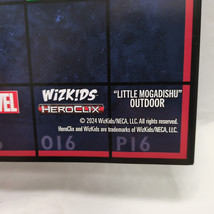 MARVEL
WIZKIDS
HEROCLIX
"LITTLE MOGADISHU"
OUTDOOR
© 2024 WizKids/NECA, LLC. All rights reserved.
HeroClix and WizKids are trademarks of WizKids/NECA, LLC.
O16
P16